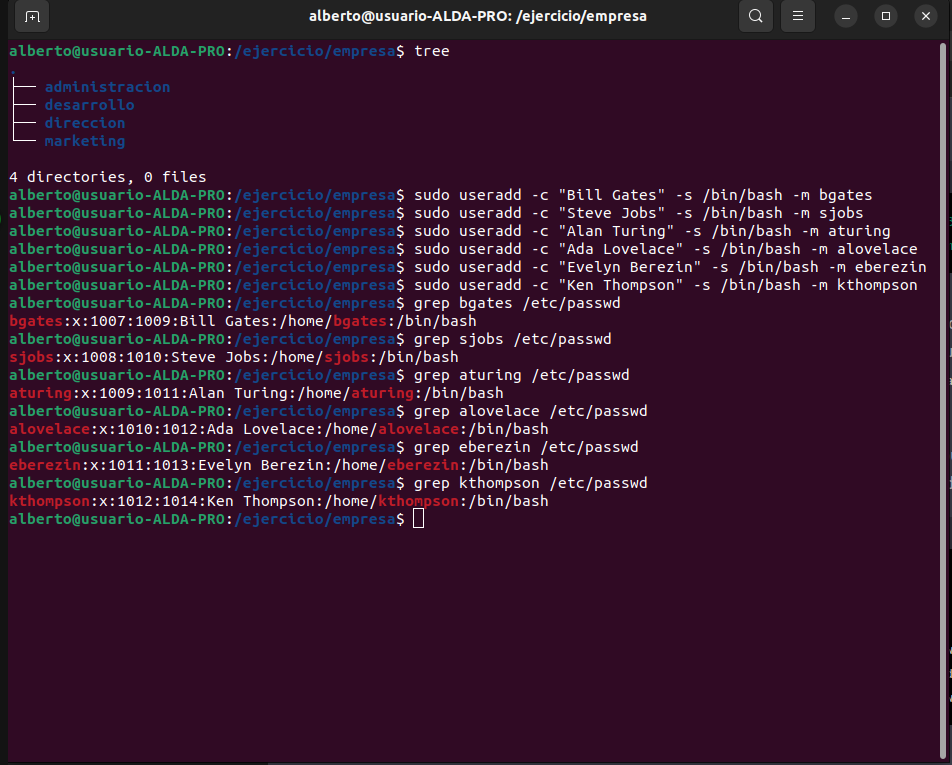 alberto@usuario-ALDA-PRO: /ejercicio/empresa
alberto@usuario-ALDA-PRO:/ejercicio/empresa$ tree
.
├── administracion
├── desarrollo
├── direccion
└── marketing
4 directories, 0 files
alberto@usuario-ALDA-PRO:/ejercicio/empresa$ sudo useradd -c "Bill Gates" -s /bin/bash -m bgates
alberto@usuario-ALDA-PRO:/ejercicio/empresa$ sudo useradd -c "Steve Jobs" -s /bin/bash -m sjobs
alberto@usuario-ALDA-PRO:/ejercicio/empresa$ sudo useradd -c "Alan Turing" -s /bin/bash -m aturing
alberto@usuario-ALDA-PRO:/ejercicio/empresa$ sudo useradd -c "Ada Lovelace" -s /bin/bash -m alovelace
alberto@usuario-ALDA-PRO:/ejercicio/empresa$ sudo useradd -c "Evelyn Berezin" -s /bin/bash -m eberezin
alberto@usuario-ALDA-PRO:/ejercicio/empresa$ sudo useradd -c "Ken Thompson" -s /bin/bash -m kthompson
alberto@usuario-ALDA-PRO:/ejercicio/empresa$ grep bgates /etc/passwd
bgates:x:1007:1009:Bill Gates:/home/bgates:/bin/bash
alberto@usuario-ALDA-PRO:/ejercicio/empresa$ grep sjobs /etc/passwd
sjobs:x:1008:1010:Steve Jobs:/home/sjobs:/bin/bash
alberto@usuario-ALDA-PRO:/ejercicio/empresa$ grep aturing /etc/passwd
aturing:x:1009:1011:Alan Turing:/home/aturing:/bin/bash
alberto@usuario-ALDA-PRO:/ejercicio/empresa$ grep alovelace /etc/passwd
alovelace:x:1010:1012:Ada Lovelace:/home/alovelace:/bin/bash
alberto@usuario-ALDA-PRO:/ejercicio/empresa$ grep eberezin /etc/passwd
eberezin:x:1011:1013:Evelyn Berezin:/home/eberezin:/bin/bash
alberto@usuario-ALDA-PRO:/ejercicio/empresa$ grep kthompson /etc/passwd
kthompson:x:1012:1014:Ken Thompson:/home/kthompson:/bin/bash
alberto@usuario-ALDA-PRO:/ejercicio/empresa$